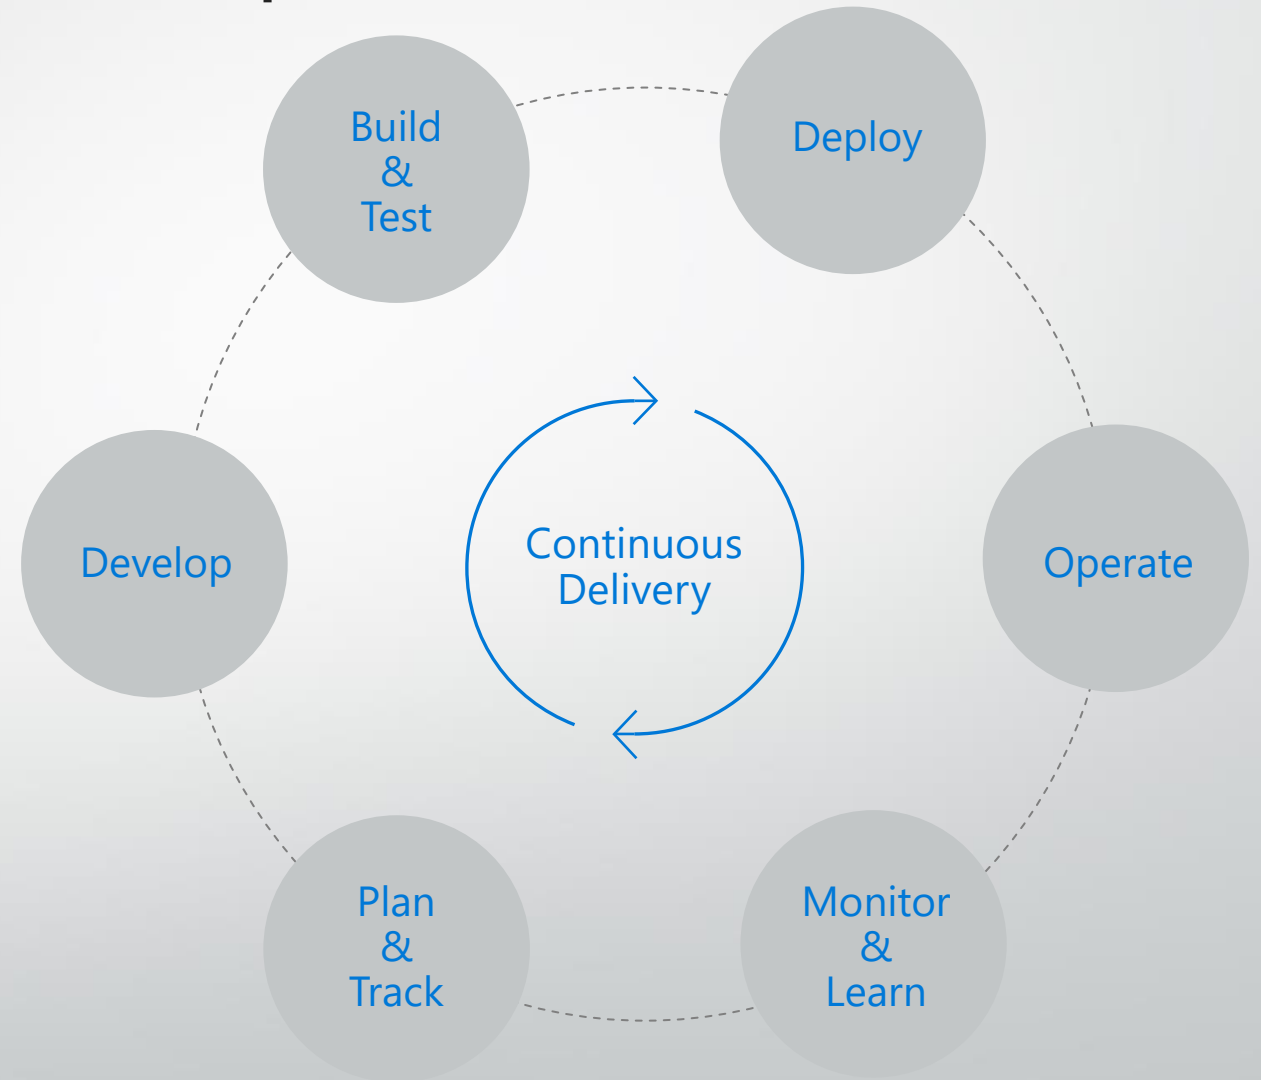 Build
&
Test
Deploy
Develop
Continuous
Delivery
Operate
Plan
&
Track
Monitor
&
Learn